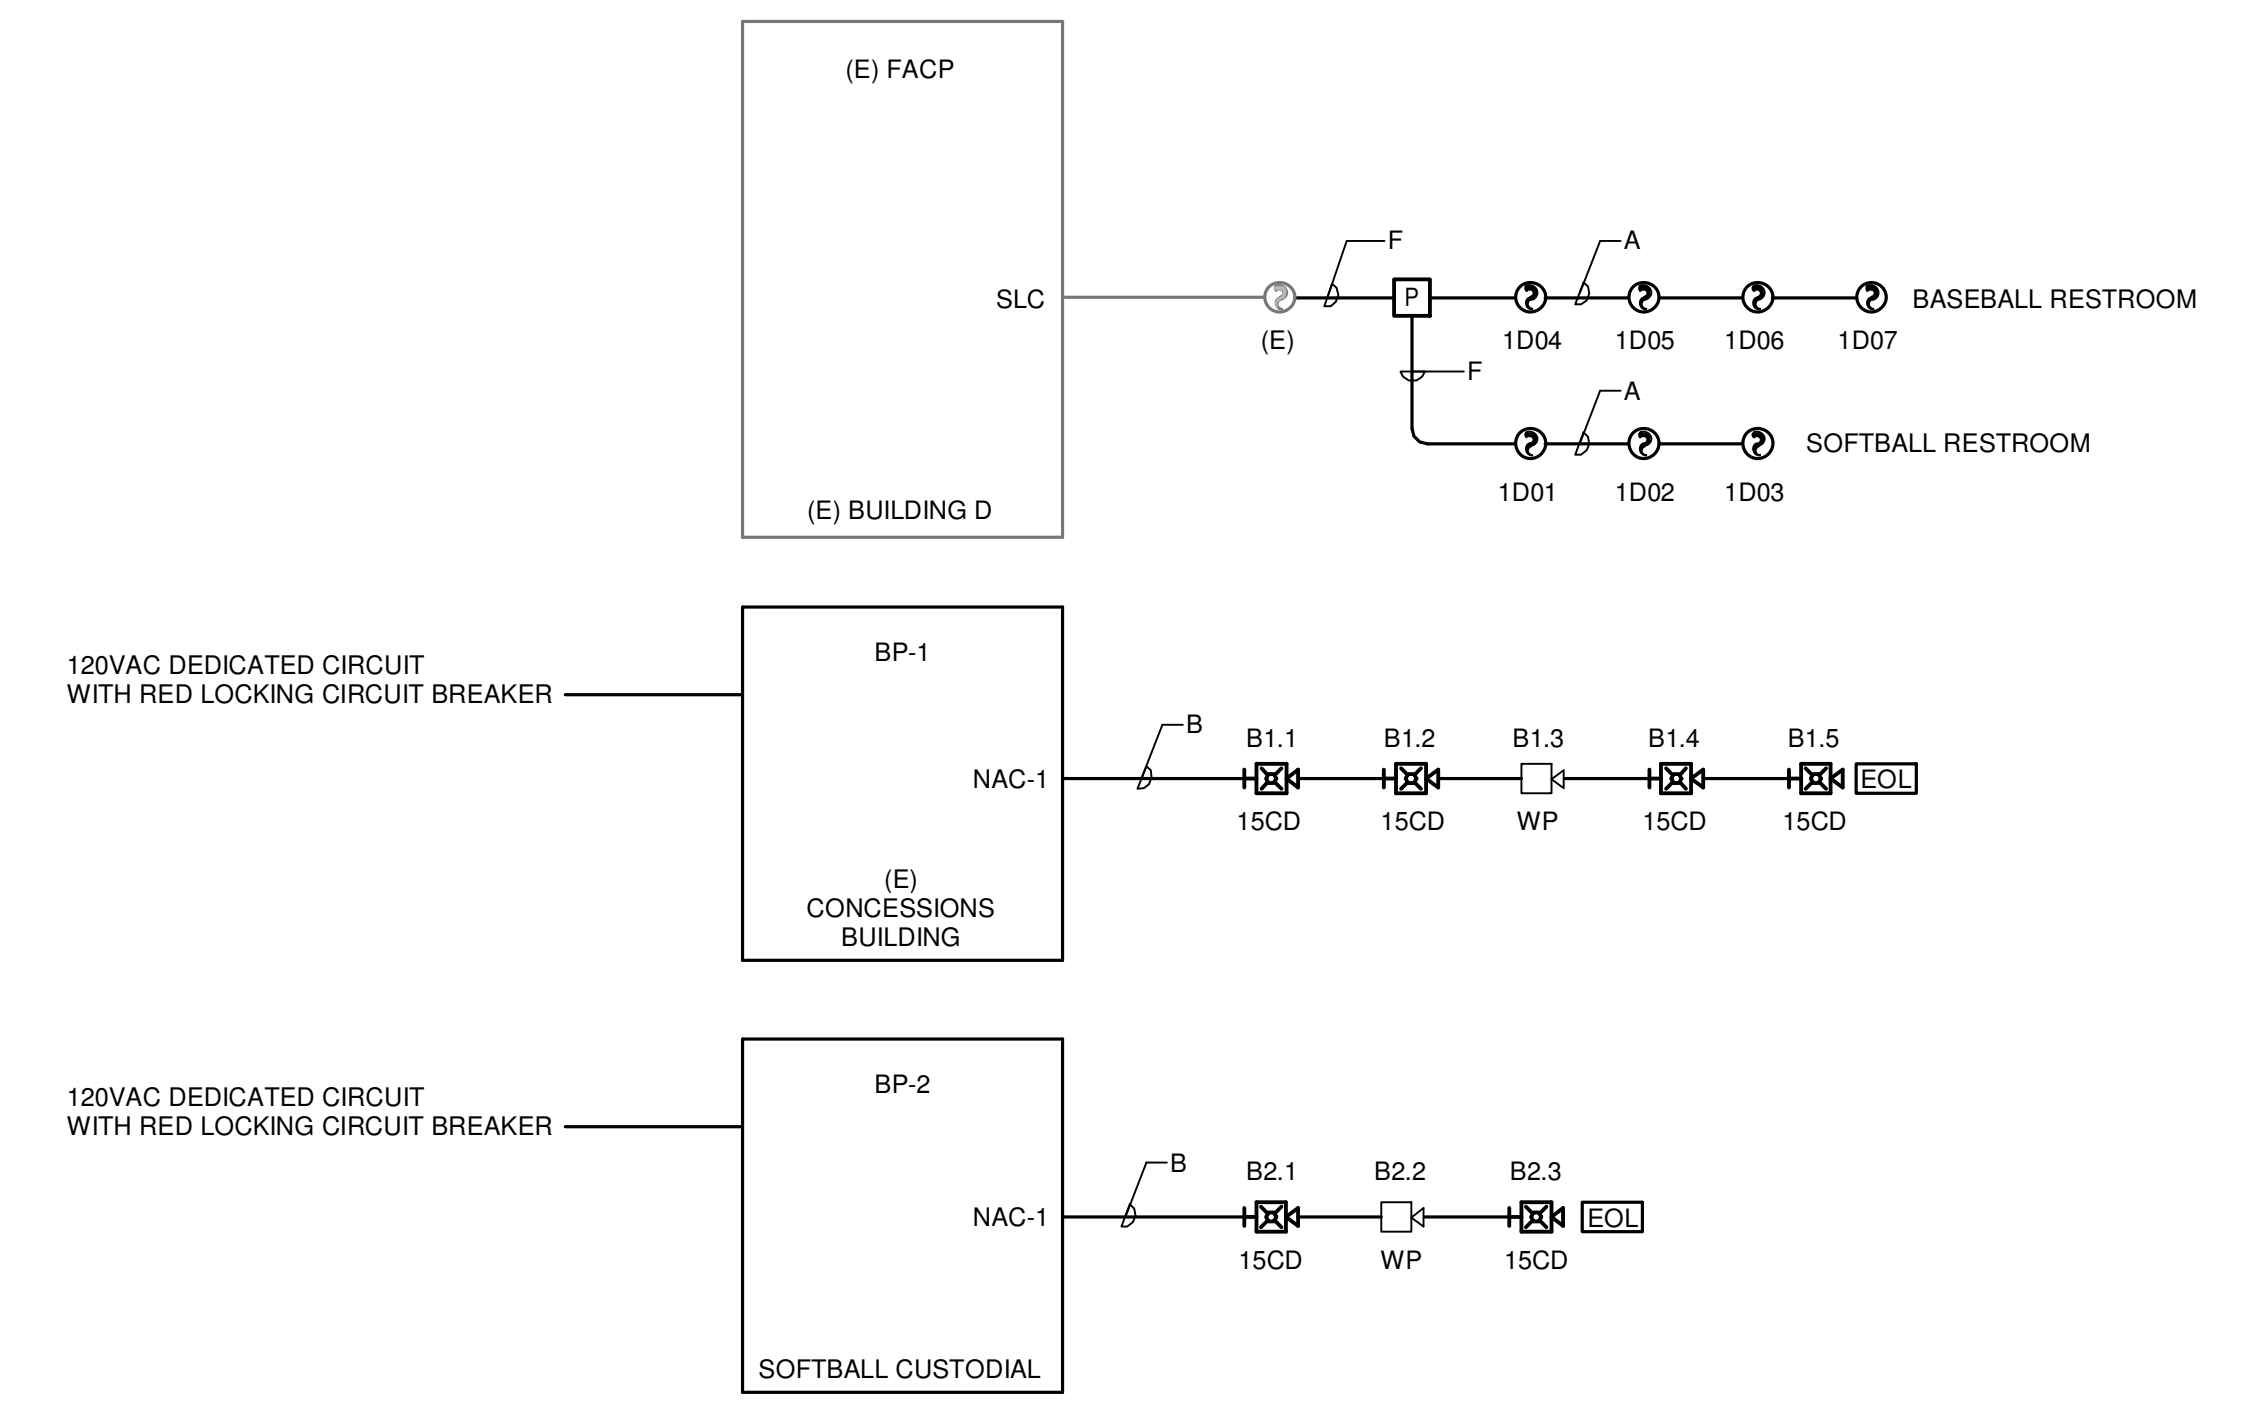 (E) FACP
F
A
SLC
P
BASEBALL RESTROOM
(E)
1D04
1D05
1D06
1D07
F
A
SOFTBALL RESTROOM
1D01
1D02
1D03
(E) BUILDING D
120VAC DEDICATED CIRCUIT
WITH RED LOCKING CIRCUIT BREAKER
BP-1
B
B1.1
B1.2
B1.3
B1.4
B1.5
NAC-1
EOL
15CD
15CD
WP
15CD
15CD
(E)
CONCESSIONS
BUILDING
120VAC DEDICATED CIRCUIT
WITH RED LOCKING CIRCUIT BREAKER
BP-2
B
B2.1
B2.2
B2.3
NAC-1
EOL
15CD
WP
15CD
SOFTBALL CUSTODIAL